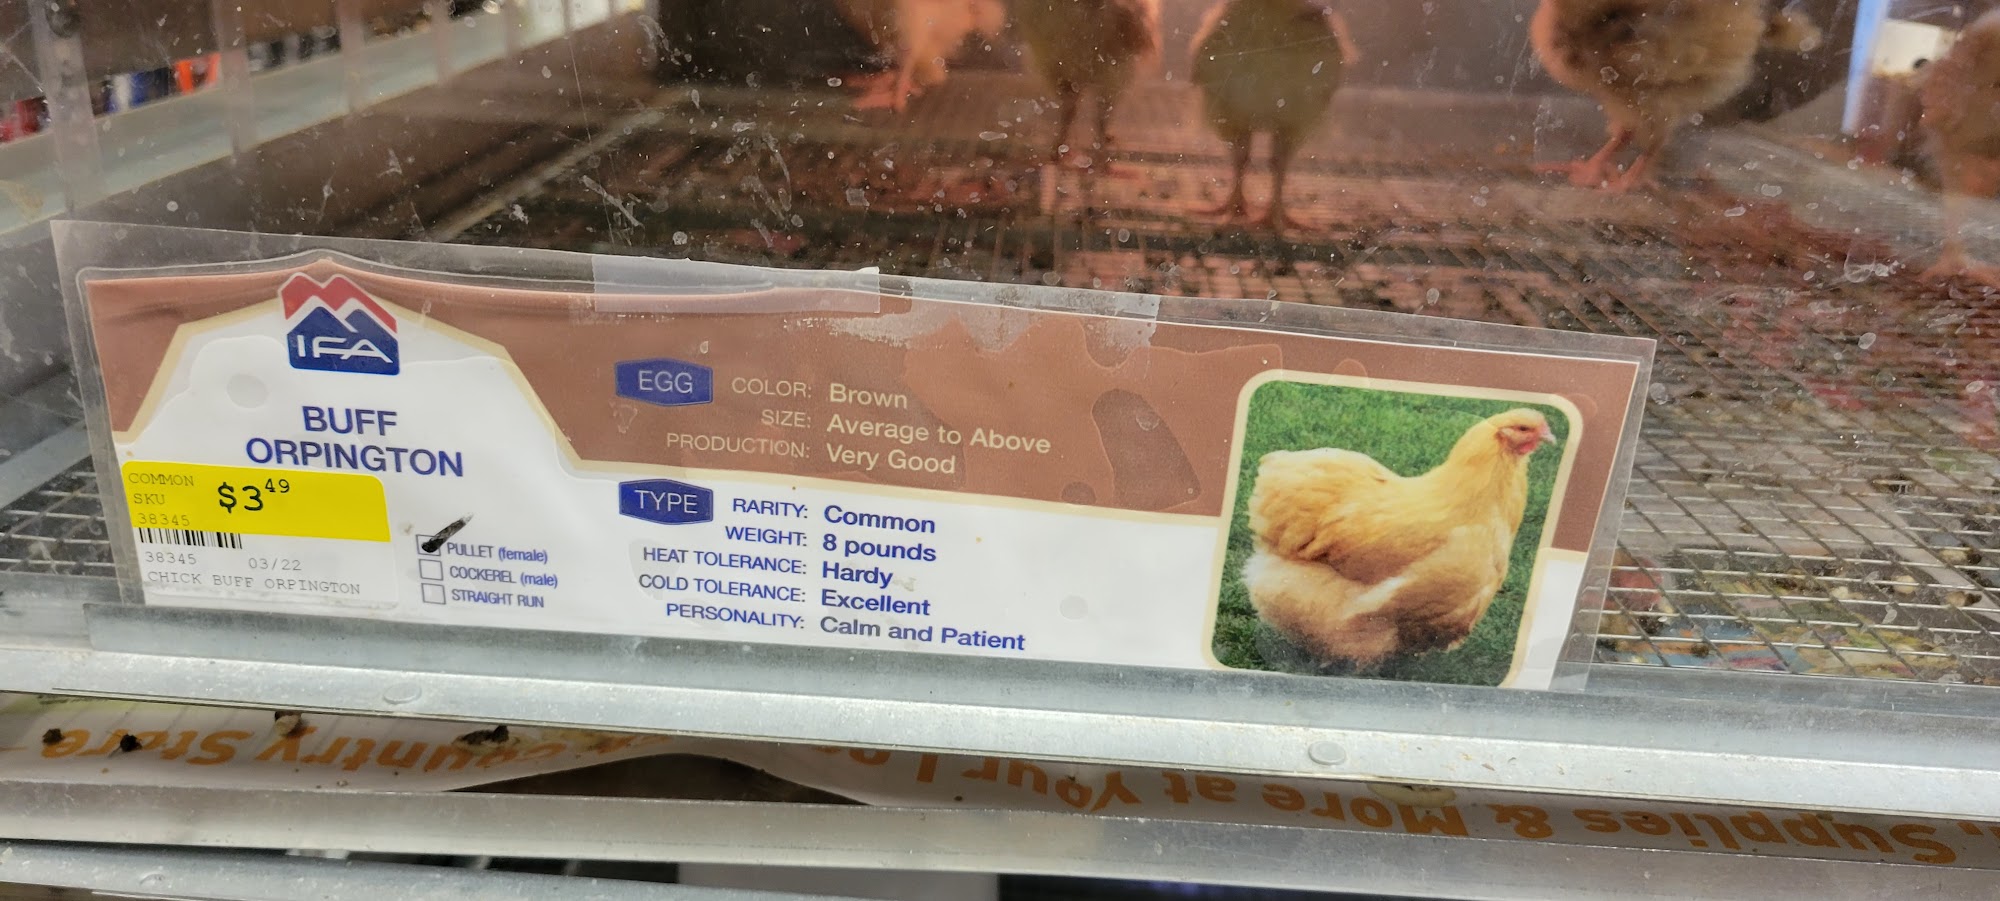 IFA
BUFF
ORPINGTON
COMMON
SKU
38345
$3.49
38345 03/22
CHICK BUFF ORPINGTON
PULLET (female)
COCKEREL (male)
STRAIGHT RUN
EGG
COLOR: Brown
SIZE: Average to Above
PRODUCTION: Very Good
TYPE
RARITY: Common
WEIGHT: 8 pounds
HEAT TOLERANCE: Hardy
COLD TOLERANCE: Excellent
PERSONALITY: Calm and Patient
Supplies & More at Your Country Store